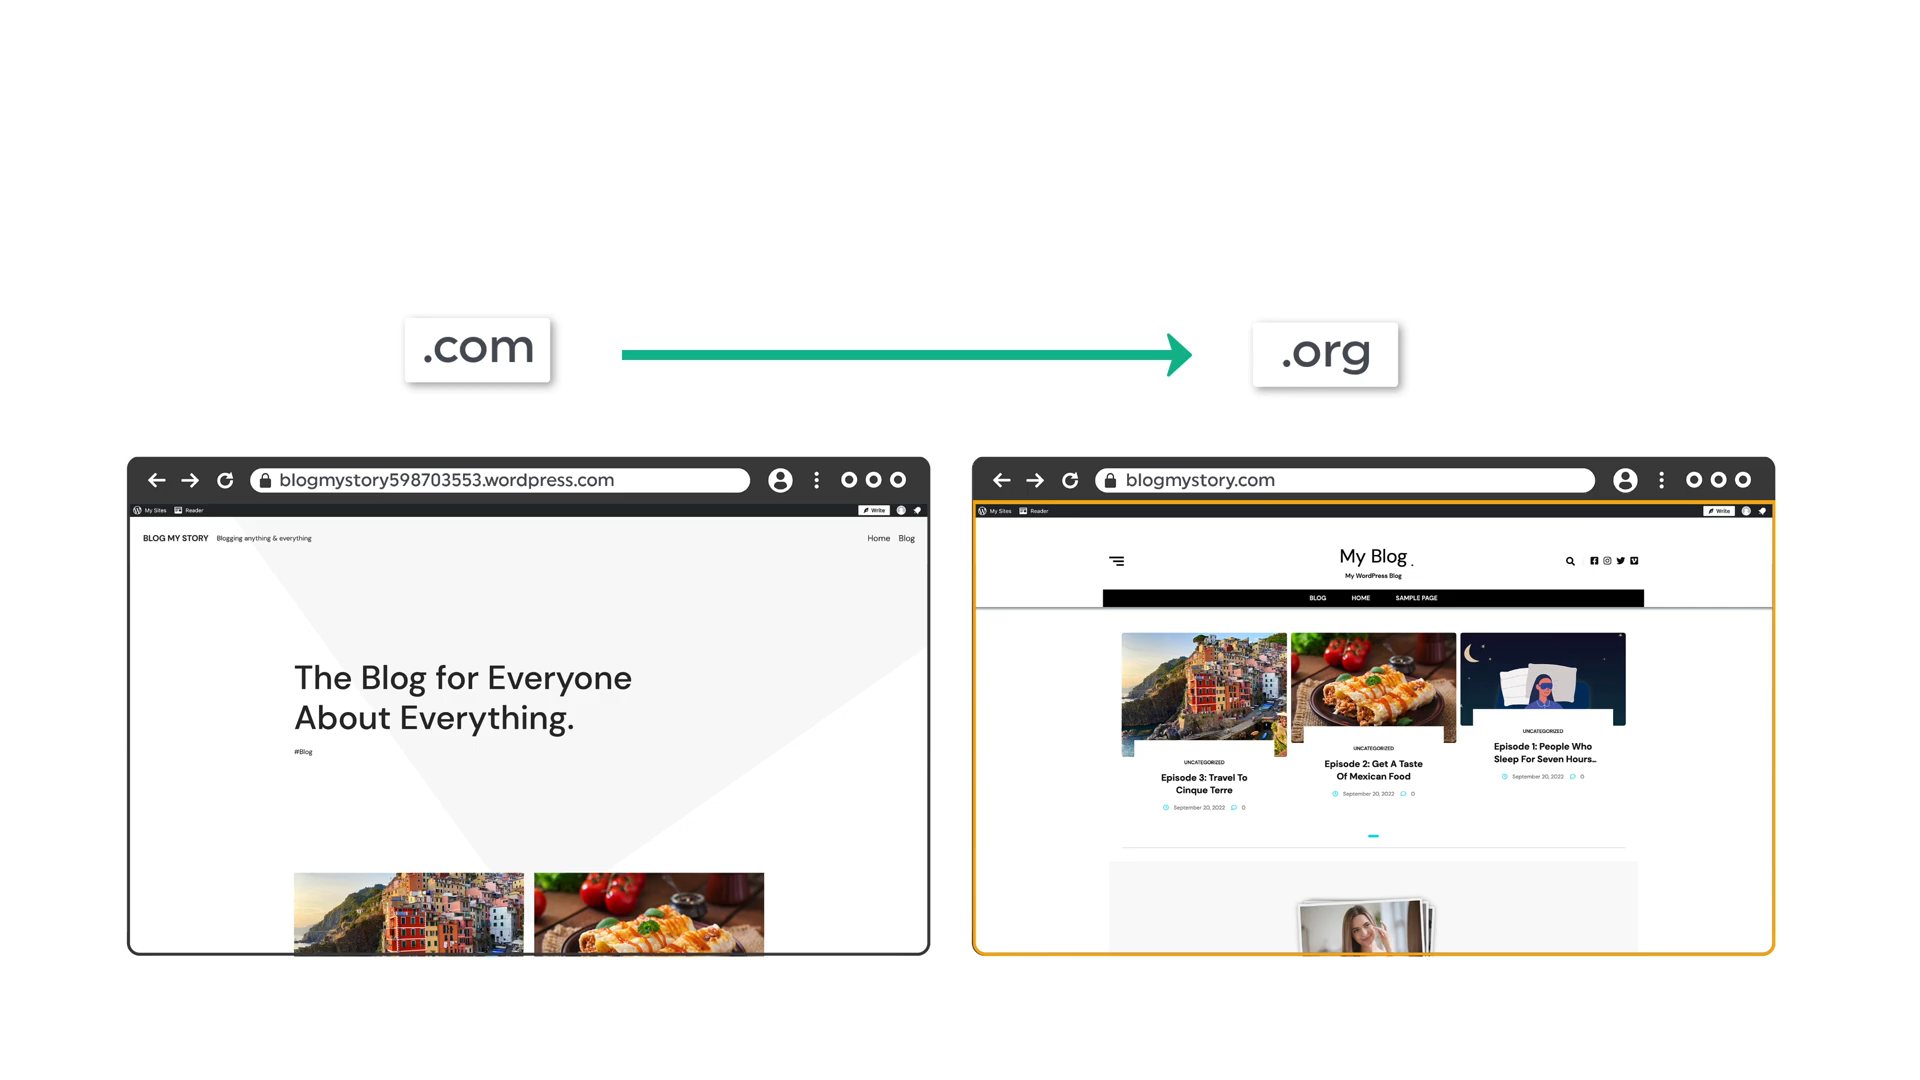 .com
.org
blogmystory598703553.wordpress.com
My Sites
Reader
Write
BLOG MY STORY
Blogging anything & everything
Home
Blog
The Blog for Everyone
About Everything.
#Blog
blogmystory.com
My Sites
Reader
Write
My Blog .
My WordPress Blog
BLOG
HOME
SAMPLE PAGE
UNCATEGORIZED
Episode 3: Travel To
Cinque Terre
September 20, 2022
0
UNCATEGORIZED
Episode 2: Get A Taste
Of Mexican Food
September 20, 2022
0
UNCATEGORIZED
Episode 1: People Who
Sleep For Seven Hours...
September 20, 2022
0